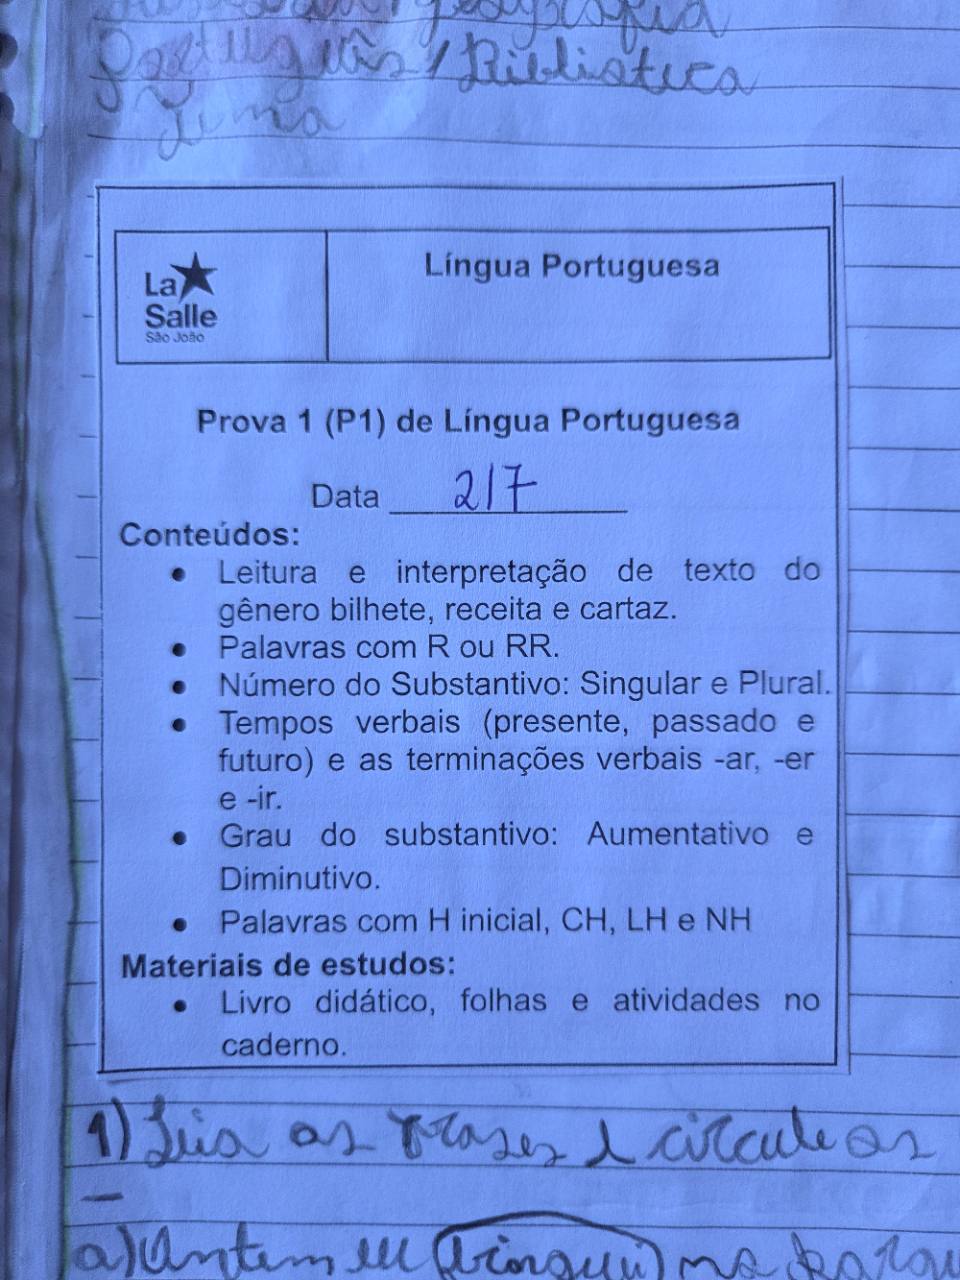 Português/Biblioteca
Tema
La Salle
São João
Língua Portuguesa
Prova 1 (P1) de Língua Portuguesa
Data 2/7
Conteúdos:
• Leitura e interpretação de texto do
gênero bilhete, receita e cartaz.
• Palavras com R ou RR.
• Número do Substantivo: Singular e Plural.
• Tempos verbais (presente, passado e
futuro) e as terminações verbais -ar, -er
e -ir.
• Grau do substantivo: Aumentativo e
Diminutivo.
• Palavras com H inicial, CH, LH e NH
Materiais de estudos:
• Livro didático, folhas e atividades no
caderno.
1) Leia as frases e circule as
a) Ontem eu brinquei no